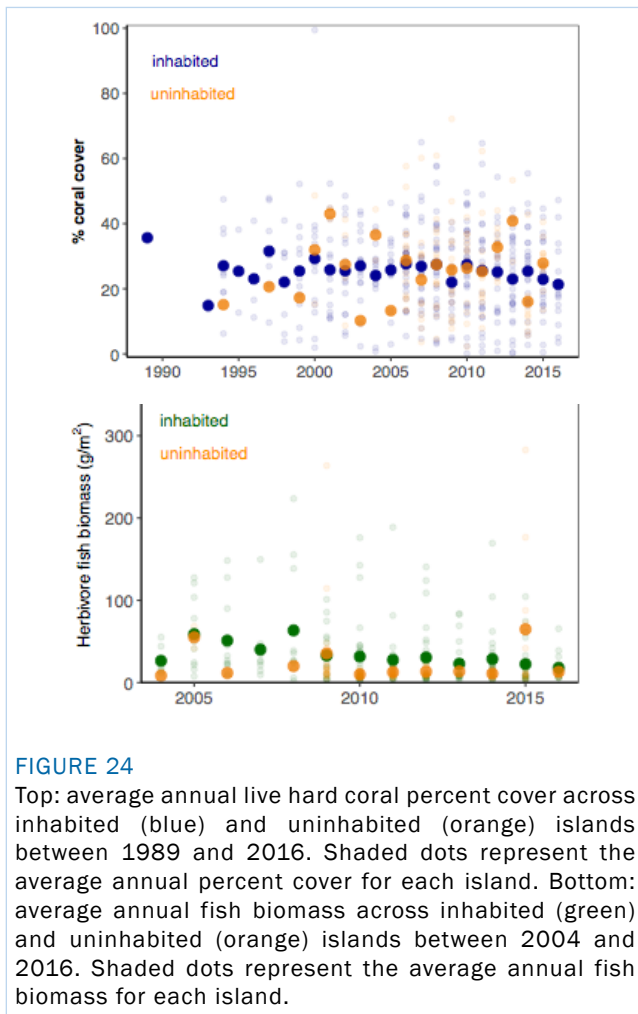 100
80
60
40
20
0
% coral cover
inhabited
uninhabited
1990 1995 2000 2005 2010 2015
300
200
100
0
Herbivore fish biomass (g/m²)
inhabited
uninhabited
2005 2010 2015
FIGURE 24
Top: average annual live hard coral percent cover across
inhabited (blue) and uninhabited (orange) islands
between 1989 and 2016. Shaded dots represent the
average annual percent cover for each island. Bottom:
average annual fish biomass across inhabited (green)
and uninhabited (orange) islands between 2004 and
2016. Shaded dots represent the average annual fish
biomass for each island.